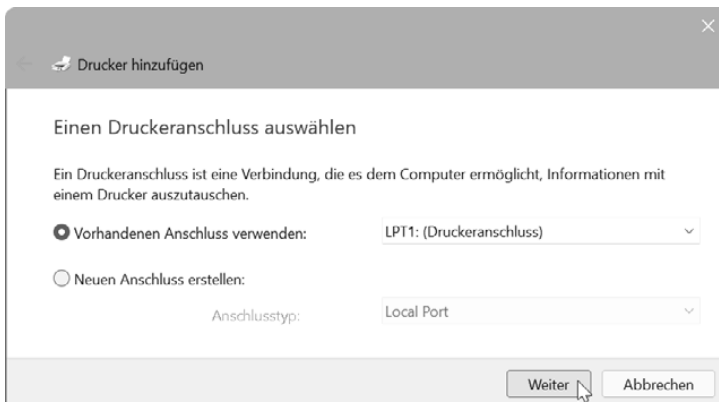 Drucker hinzufügen
Einen Druckeranschluss auswählen
Ein Druckeranschluss ist eine Verbindung, die es dem Computer ermöglicht, Informationen mit
einem Drucker auszutauschen.
Vorhandenen Anschluss verwenden: LPT1: (Druckeranschluss)
Neuen Anschluss erstellen:
Anschlusstyp: Local Port
Weiter Abbrechen